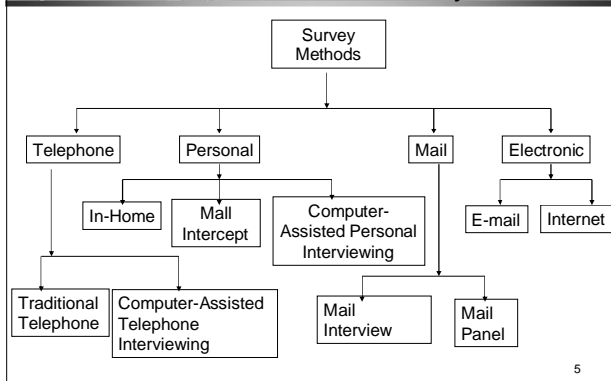 Survey
Methods
Telephone
Personal
Mail
Electronic
In-Home
Mall
Intercept
Computer-
Assisted Personal
Interviewing
E-mail
Internet
Traditional
Telephone
Computer-Assisted
Telephone
Interviewing
Mail
Interview
Mail
Panel
5